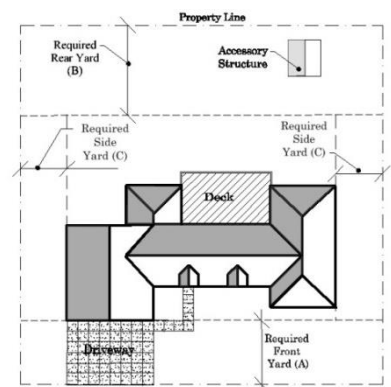 Property Line
Required
Rear Yard
(B)
Accessory
Structure
Required
Side
Yard (C)
Required
Side
Yard (C)
Deck
Driveway
Required
Front
Yard (A)